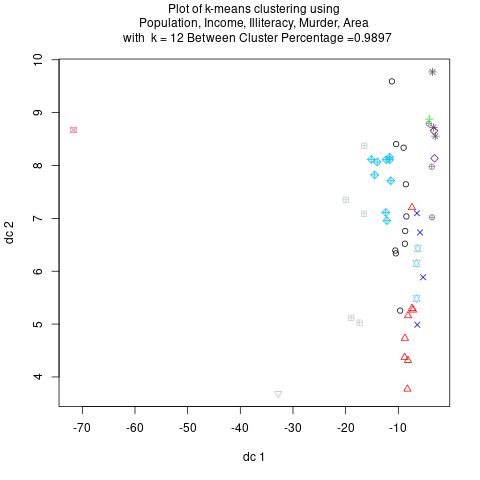 Plot of k-means clustering using
Population, Income, Illiteracy, Murder, Area
with k = 12 Between Cluster Percentage =0.9897
10
9
8
7
6
5
4
dc 2
-70 -60 -50 -40 -30 -20 -10
dc 1